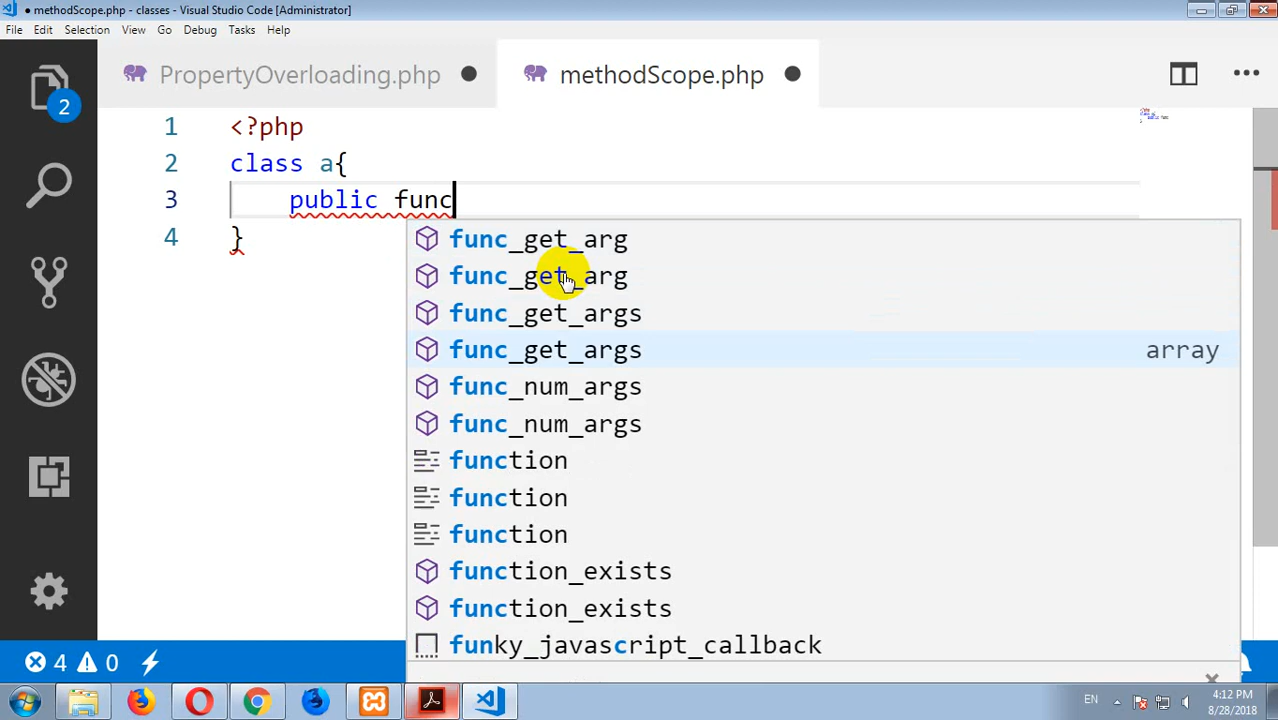 methodScope.php - classes - Visual Studio Code [Administrator]
File Edit Selection View Go Debug Tasks Help
PropertyOverloading.php ● methodScope.php ●
2
1 <?php
2 class a{
3 public func
4 }
func_get_arg
func_get_arg
func_get_args
func_get_args array
func_num_args
func_num_args
function
function
function
function_exists
function_exists
funky_javascript_callback
4 0
EN 4:12 PM
8/28/2018